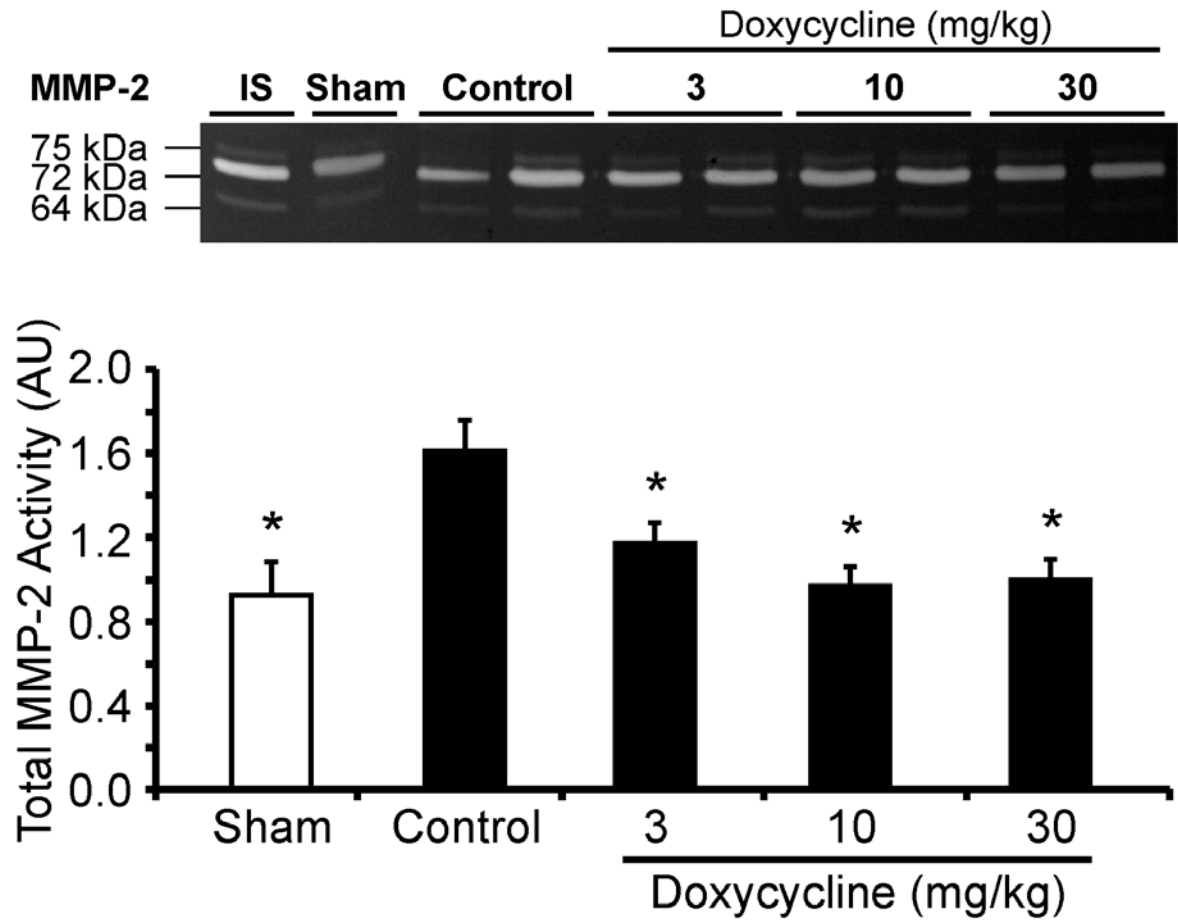 Doxycycline (mg/kg)
MMP-2 IS Sham Control 3 10 30
75 kDa
72 kDa
64 kDa
Total MMP-2 Activity (AU)
2.0
1.6
1.2
0.8
0.4
0.0
*
*
*
*
Sham Control 3 10 30
Doxycycline (mg/kg)